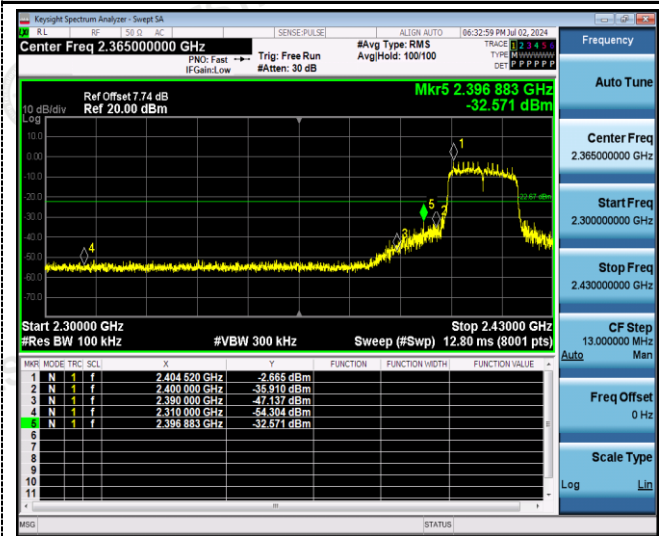 Keysight Spectrum Analyzer - Swept SA
RL RF 50 Ω AC SENSE:PULSE ALIGN AUTO 06:32:59 PM Jul 02, 2024
Center Freq 2.365000000 GHz
PNO: Fast
IFGain:Low
Trig: Free Run
#Atten: 30 dB
#Avg Type: RMS
Avg|Hold: 100/100
TRACE 1 2 3 4 5 6
TYPE M WWWWW
DET P P P P P P
Frequency
Ref Offset 7.74 dB
Ref 20.00 dBm
10 dB/div
Log
Mkr5 2.396 883 GHz
-32.571 dBm
10.0
0.00
-10.0
-20.0
-30.0
-40.0
-50.0
-60.0
-70.0
1
5
2
3
4
-22.67 dBm
Start 2.30000 GHz
Stop 2.43000 GHz
#Res BW 100 kHz #VBW 300 kHz Sweep (#Swp) 12.80 ms (8001 pts)
MKR MODE TRC SCL X Y FUNCTION FUNCTION WIDTH FUNCTION VALUE
1 N 1 f 2.404 520 GHz -2.665 dBm
2 N 1 f 2.400 000 GHz -35.910 dBm
3 N 1 f 2.390 000 GHz -47.137 dBm
4 N 1 f 2.310 000 GHz -54.304 dBm
5 N 1 f 2.396 883 GHz -32.571 dBm
6
7
8
9
10
11
MSG STATUS
Auto Tune
Center Freq
2.365000000 GHz
Start Freq
2.300000000 GHz
Stop Freq
2.430000000 GHz
CF Step
13.000000 MHz
Auto Man
Freq Offset
0 Hz
Scale Type
Log Lin